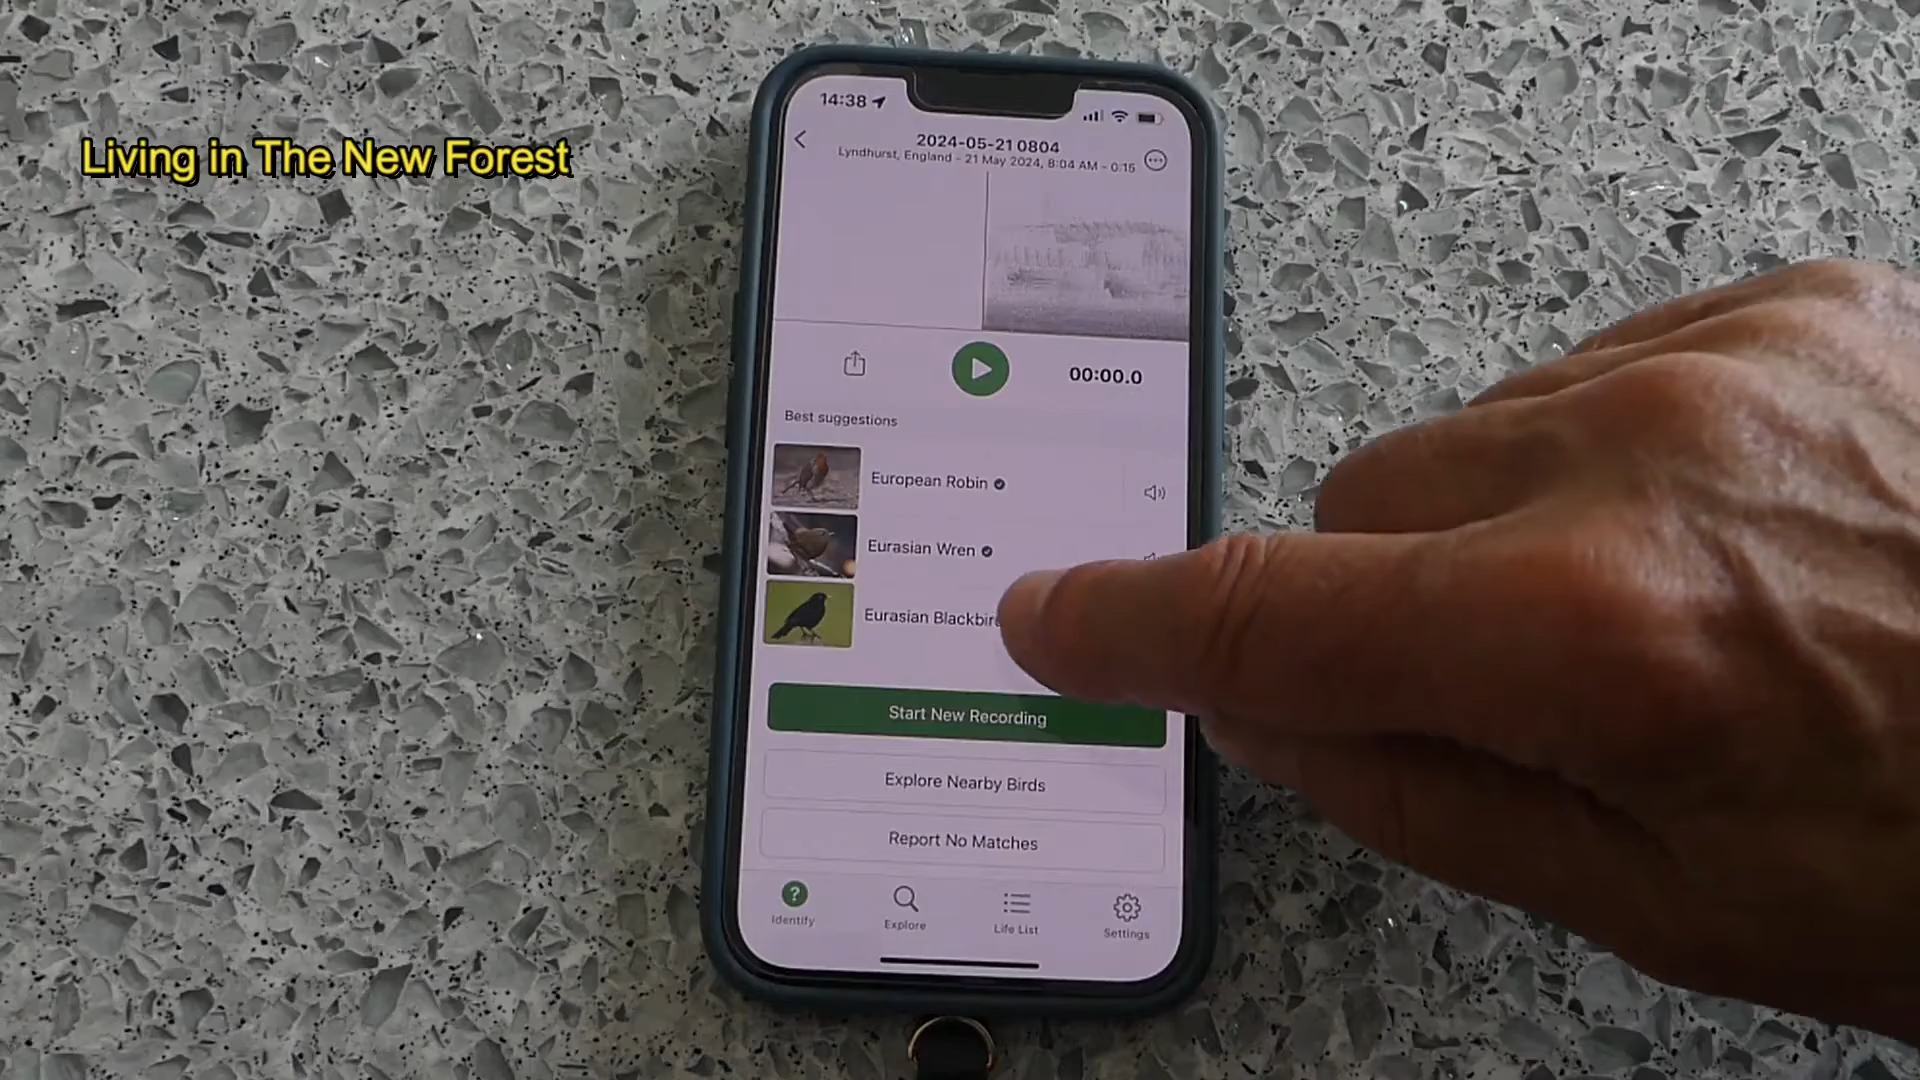 Living in The New Forest
14:38
2024-05-21 0804
Lyndhurst, England - 21 May 2024, 8:04 AM - 0:15
00:00.0
Best suggestions
European Robin
Eurasian Wren
Eurasian Blackbird
Start New Recording
Explore Nearby Birds
Report No Matches
? 
Identify
Explore
Life List
Settings